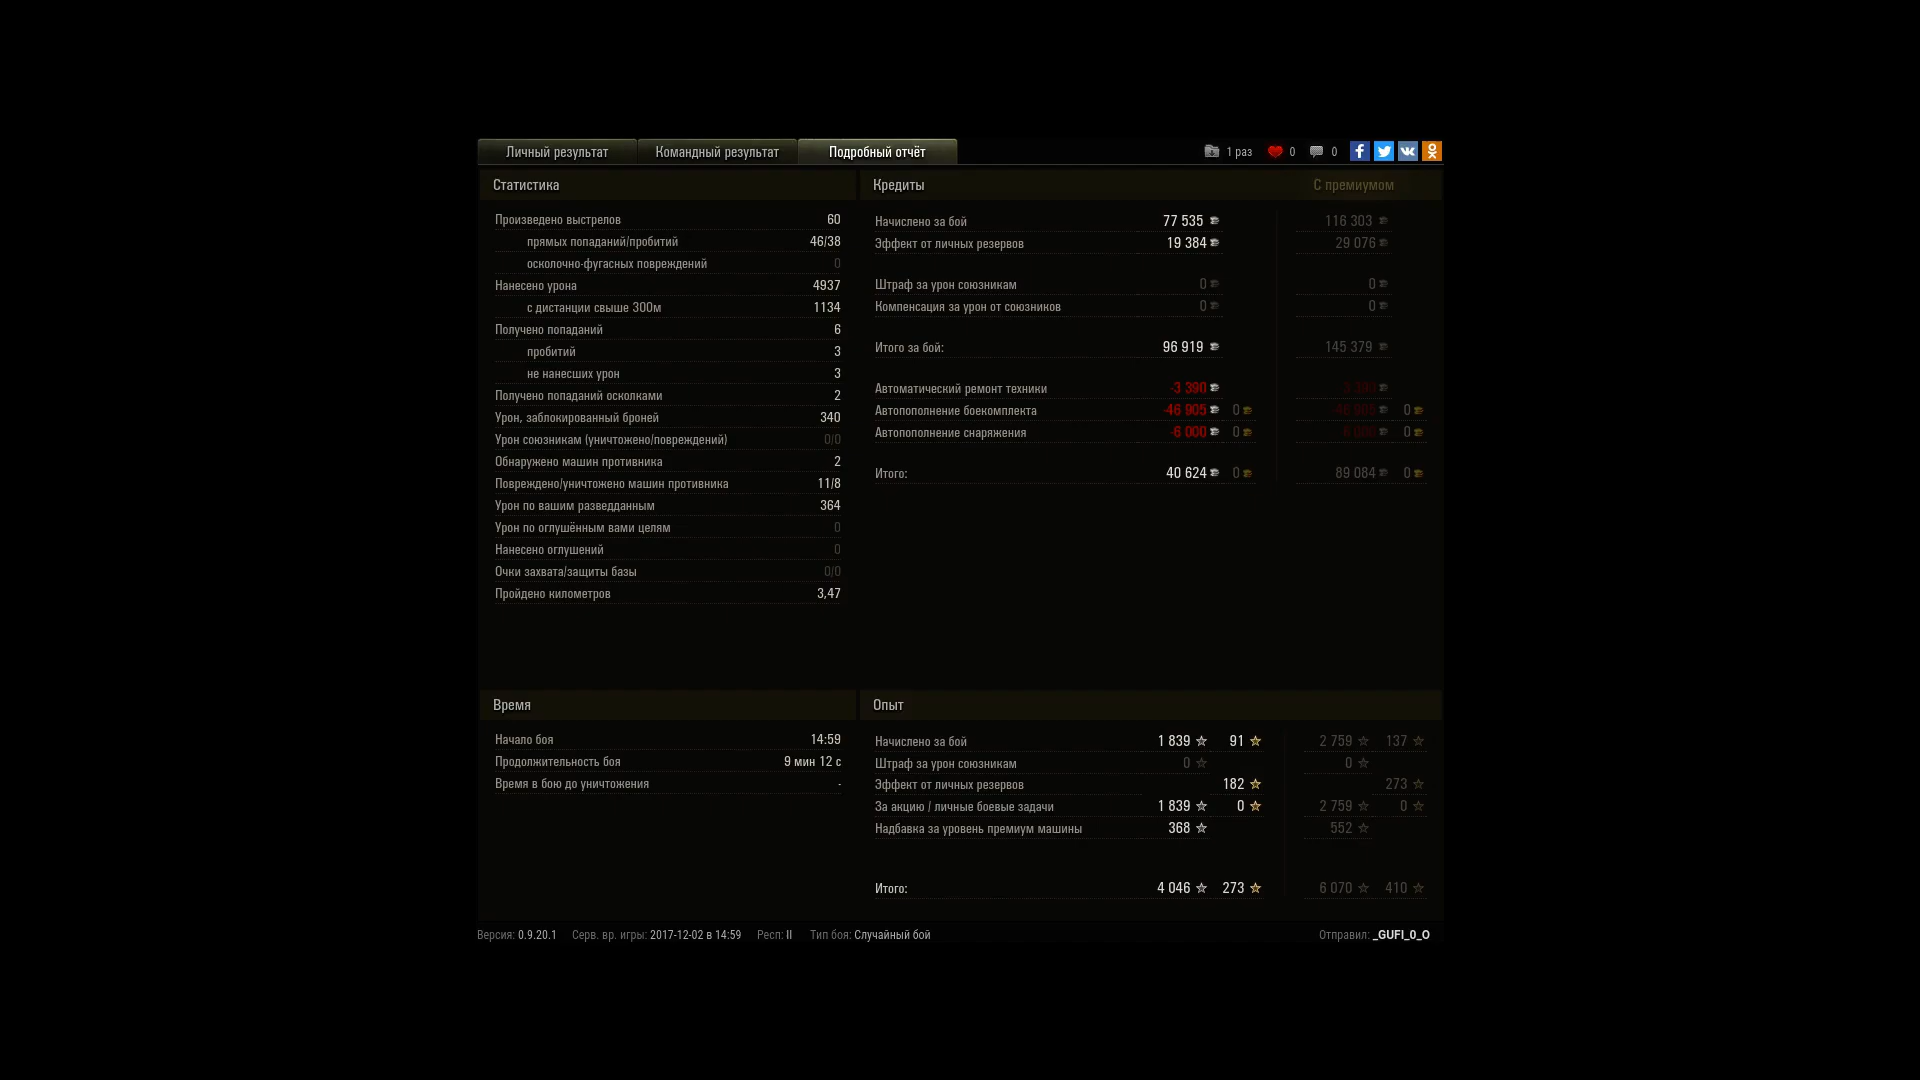 Личный результат Командный результат Подробный отчёт 1 раз 0 0
Статистика
Произведено выстрелов 60
прямых попаданий/пробитий 46/38
осколочно-фугасных повреждений 0
Нанесено урона 4937
с дистанции свыше 300м 1134
Получено попаданий 6
пробитий 3
не нанесших урон 3
Получено попаданий осколками 2
Урон, заблокированный броней 340
Урон союзникам (уничтожено/повреждений) 0/0
Обнаружено машин противника 2
Повреждено/уничтожено машин противника 11/8
Урон по вашим разведданным 364
Урон по оглушённым вами целям 0
Нанесено оглушений 0
Очки захвата/защиты базы 0/0
Пройдено километров 3,47
Кредиты С премиумом
Начислено за бой 77 535 116 303
Эффект от личных резервов 19 384 29 076
Штраф за урон союзникам 0 0
Компенсация за урон от союзников 0 0
Итого за бой: 96 919 145 379
Автоматический ремонт техники -3 390 -3 390
Автопополнение боекомплекта -46 905 0 -46 905 0
Автопополнение снаряжения -6 000 0 -6 000 0
Итого: 40 624 0 89 084 0
Время
Начало боя 14:59
Продолжительность боя 9 мин 12 с
Время в бою до уничтожения -
Опыт
Начислено за бой 1 839 91 2 759 137
Штраф за урон союзникам 0 0
Эффект от личных резервов 182 273
За акцию / личные боевые задачи 1 839 0 2 759 0
Надбавка за уровень премиум машины 368 552
Итого: 4 046 273 6 070 410
Версия: 0.9.20.1 Серв. вр. игры: 2017-12-02 в 14:59 Респ: II Тип боя: Случайный бой Отправил: _GUFI_0_O